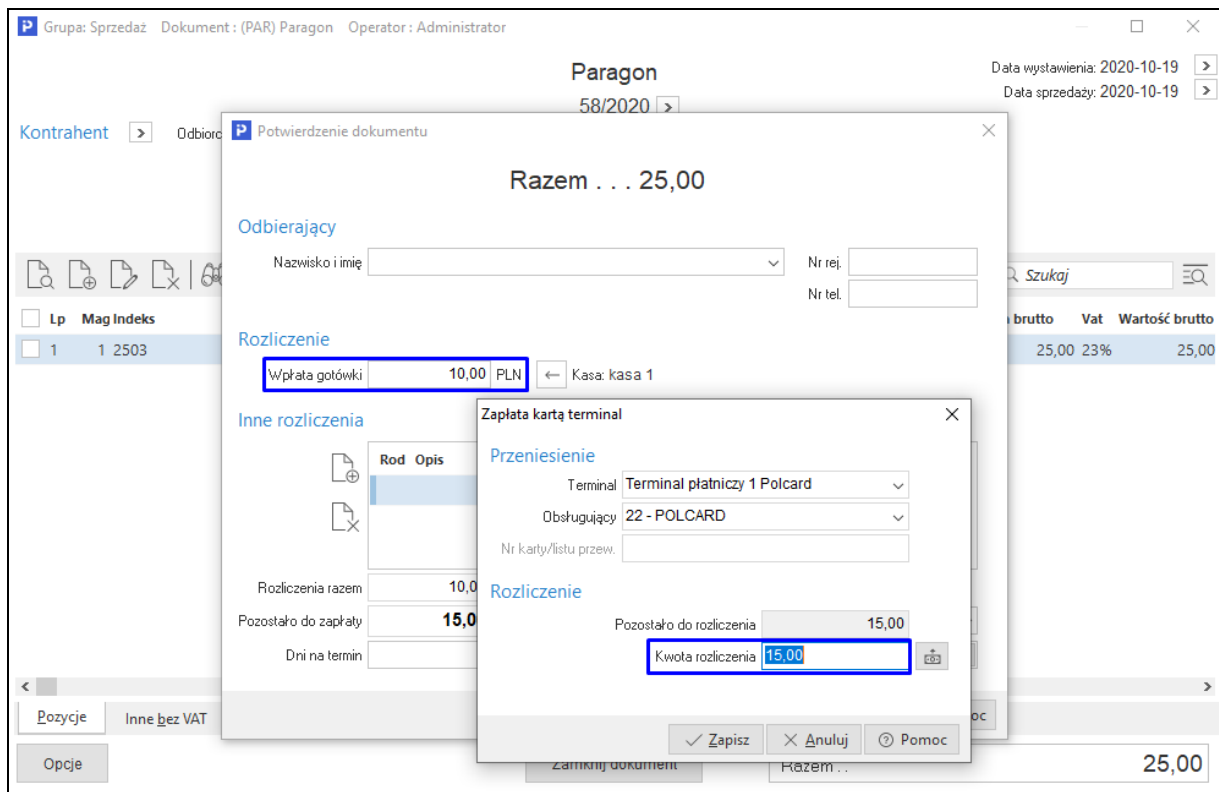 Grupa: Sprzedaż Dokument : (PAR) Paragon Operator : Administrator
Paragon
58/2020
Data wystawienia: 2020-10-19
Data sprzedaży: 2020-10-19
Kontrahent
Potwierdzenie dokumentu
Razem . . . 25,00
Odbierający
Nazwisko i imię
Nr rej.
Nr tel.
Szukaj
Lp Mag Indeks
brutto Vat Wartość brutto
1 1 2503
25,00 23% 25,00
Rozliczenie
Wpłata gotówki 10,00 PLN
Kasa: kasa 1
Inne rozliczenia
Rod Opis
Rozliczenia razem 10,0
Pozostało do zapłaty 15,0
Dni na termin
Zapłata kartą terminal
Przeniesienie
Terminal Terminal płatniczy 1 Polcard
Obsługujący 22 - POLCARD
Nr karty/listu przew.
Rozliczenie
Pozostało do rozliczenia 15,00
Kwota rozliczenia 15,00
Zapisz Anuluj Pomoc
Pozycje Inne bez VAT
Opcje
Zamknij dokument
Razem . .
25,00